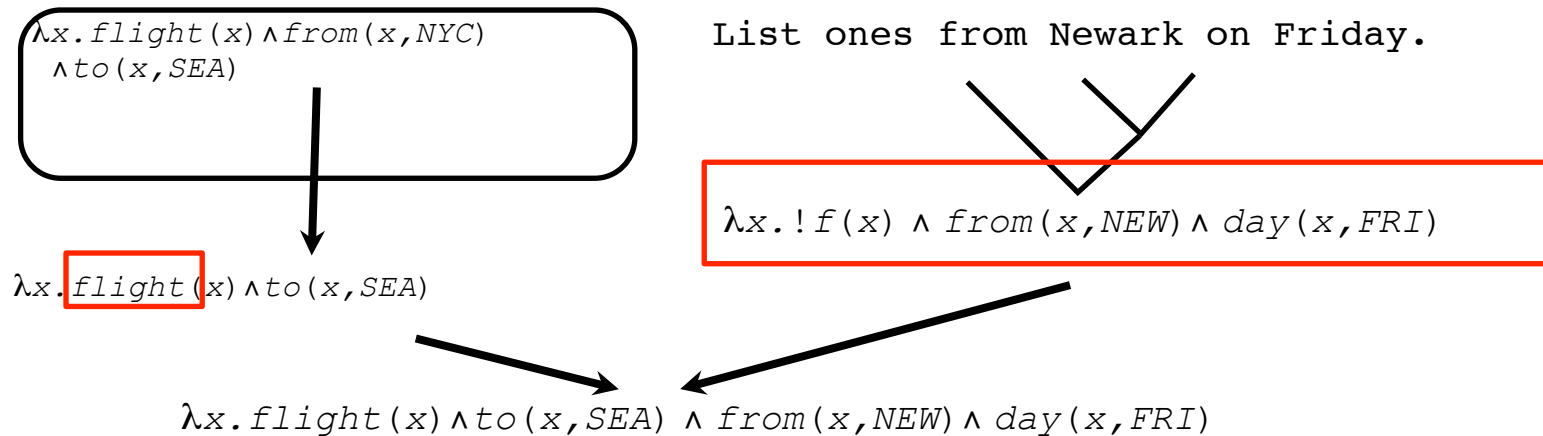 λx.flight(x)∧from(x,NYC)
∧to(x,SEA)
List ones from Newark on Friday.
λx.!f(x) ∧ from(x,NEW)∧ day(x,FRI)
λx.flight(x)∧to(x,SEA)
λx.flight(x)∧to(x,SEA) ∧ from(x,NEW)∧ day(x,FRI)